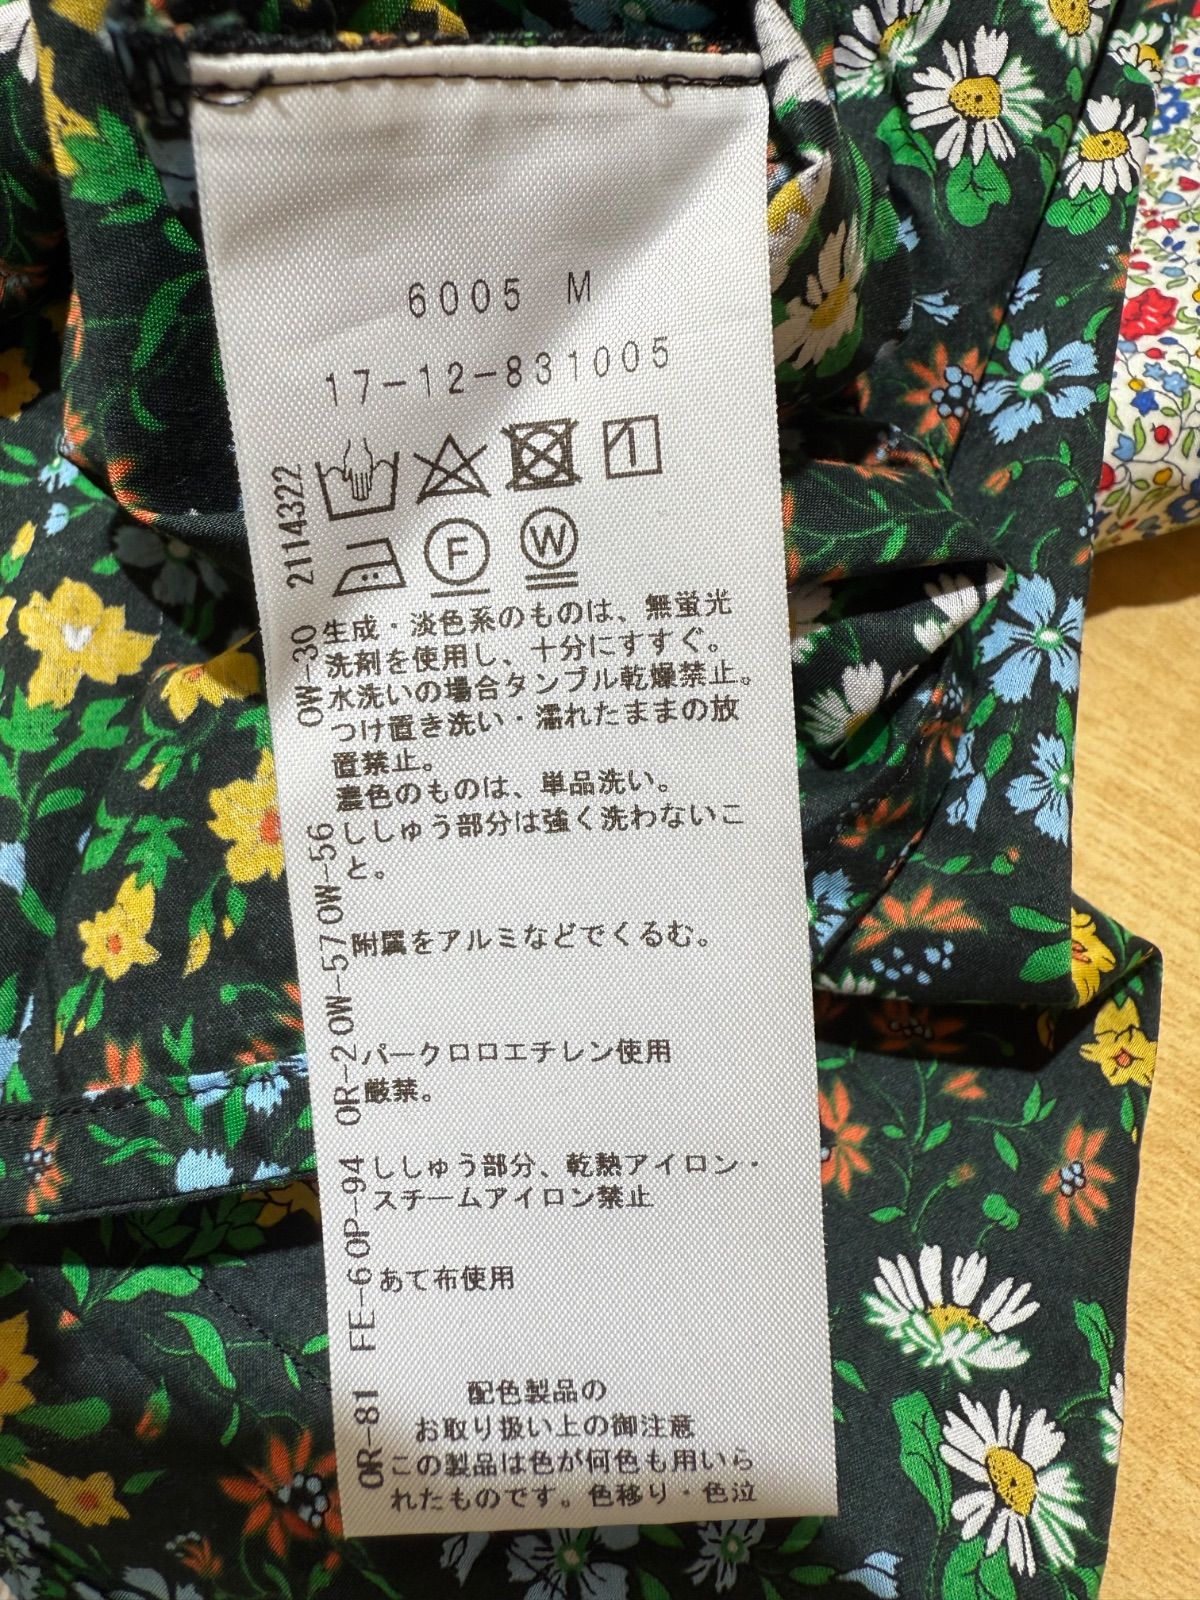 6005 M
17-12-831005
F
W
生成・淡色系のものは、無蛍光
洗剤を使用し、十分にすすぐ。
水洗いの場合タンブル乾燥禁止。
つけ置き洗い・濡れたままの放
置禁止。
濃色のものは、単品洗い。
ししゅう部分は強く洗わないこ
と。
附属をアルミなどでくるむ。
パークロロエチレン使用
厳禁。
ししゅう部分、乾熱アイロン・
スチームアイロン禁止
あて布使用
配色製品の
お取り扱い上の御注意
この製品は色が何色も用いら
れたものです。色移り・色泣
OR-81 FE-6 OP-94 OR-2 OW-57 OW-56 OW-30 2114322